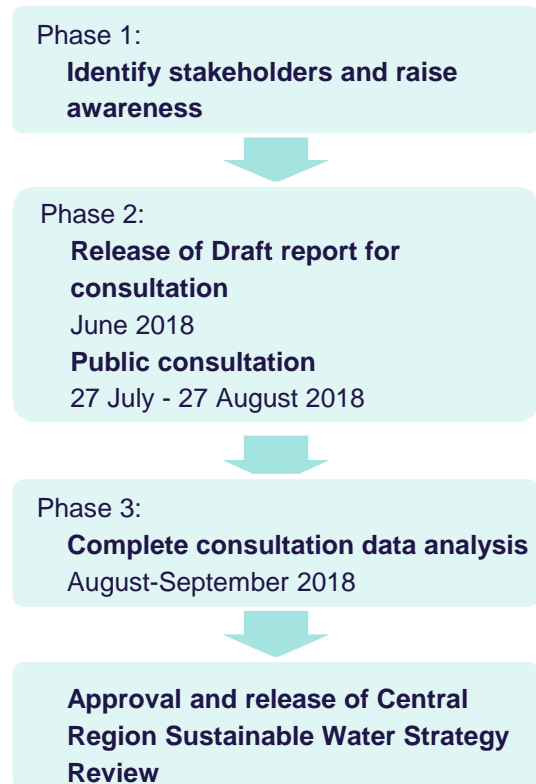 Phase 1:
Identify stakeholders and raise
awareness
Phase 2:
Release of Draft report for
consultation
June 2018
Public consultation
27 July - 27 August 2018
Phase 3:
Complete consultation data analysis
August-September 2018
Approval and release of Central
Region Sustainable Water Strategy
Review